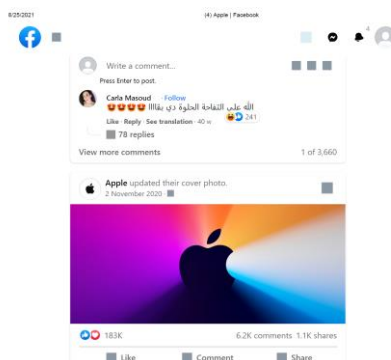 6/25/2021
(4) Apple | Facebook
4
Write a comment...
Press Enter to post.
Carla Masoud · Follow
الله على التفاحة الحلوة دي بقاااا 😍😍😍😍
Like · Reply · See translation · 40 w
241
78 replies
View more comments
1 of 3,660
Apple updated their cover photo.
2 November 2020 ·
183K
6.2K comments 1.1K shares
Like
Comment
Share